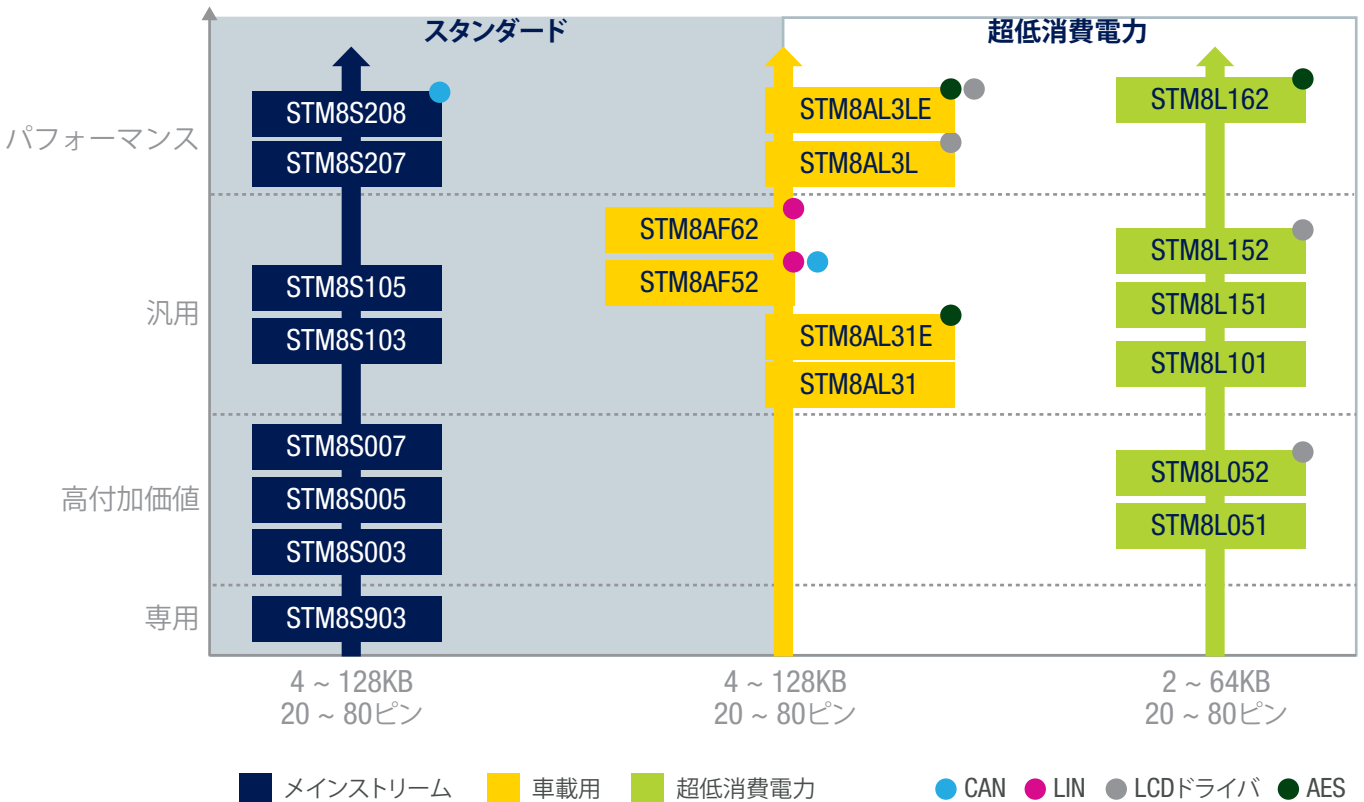 スタンダード
超低消費電力
パフォーマンス
STM8S208
STM8S207
STM8AL3LE
STM8AL3L
STM8L162
汎用
STM8S105
STM8S103
STM8AF62
STM8AF52
STM8AL31E
STM8AL31
STM8L152
STM8L151
STM8L101
高付加価値
STM8S007
STM8S005
STM8S003
STM8L052
STM8L051
専用
STM8S903
4 ~ 128KB
20 ~ 80ピン
4 ~ 128KB
20 ~ 80ピン
2 ~ 64KB
20 ~ 80ピン
メインストリーム 車載用 超低消費電力 CAN LIN LCDドライバ AES